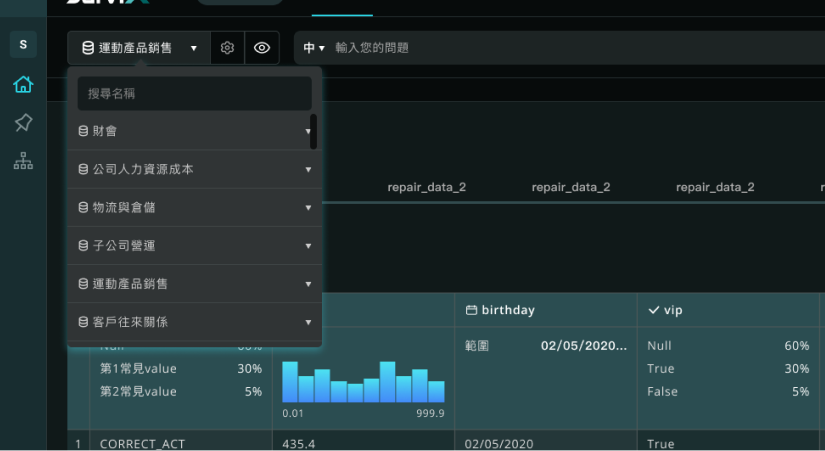 S
運動產品銷售
中 輸入您的問題
搜尋名稱
財會
公司人力資源成本
物流與倉儲
子公司營運
運動產品銷售
客戶往來關係
repair_data_2 repair_data_2 repair_data_2
birthday vip
範圍 02/05/2020... Null 60%
第1常見value 30% True 30%
第2常見value 5% False 5%
0.01 999.9
1 CORRECT_ACT 435.4 02/05/2020 True